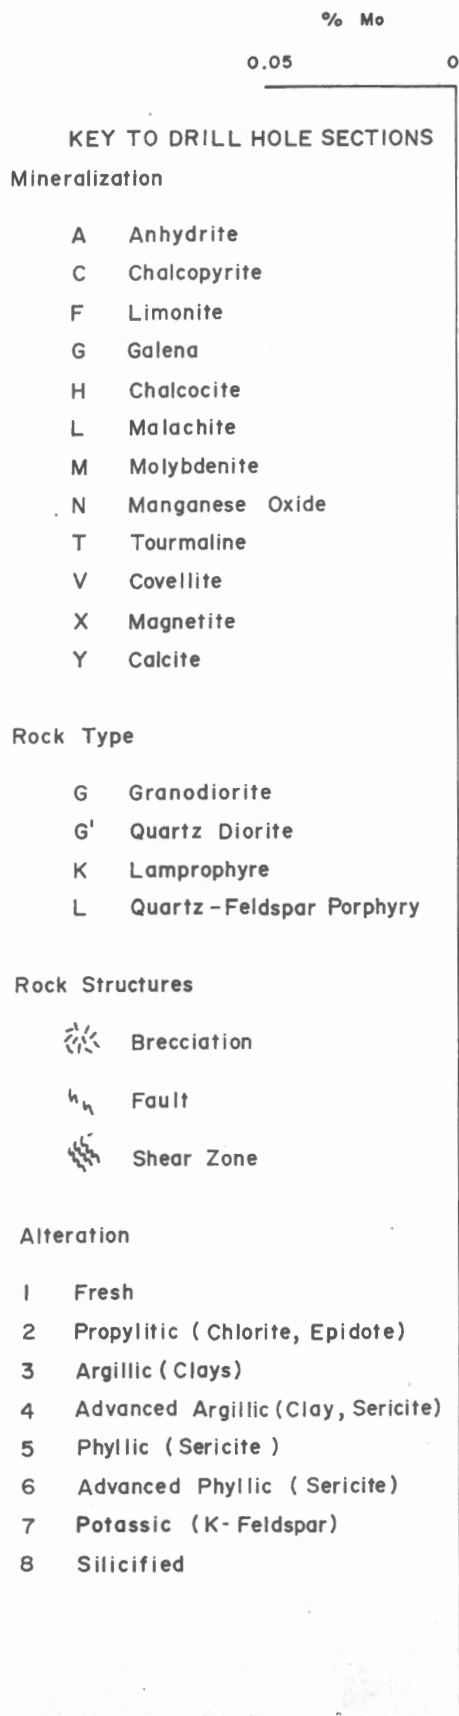 % Mo
0.05 0
KEY TO DRILL HOLE SECTIONS
Mineralization
A Anhydrite
C Chalcopyrite
F Limonite
G Galena
H Chalcocite
L Malachite
M Molybdenite
N Manganese Oxide
T Tourmaline
V Covellite
X Magnetite
Y Calcite
Rock Type
G Granodiorite
G' Quartz Diorite
K Lamprophyre
L Quartz-Feldspar Porphyry
Rock Structures
Brecciation
Fault
Shear Zone
Alteration
1 Fresh
2 Propylitic (Chlorite, Epidote)
3 Argillic (Clays)
4 Advanced Argillic (Clay, Sericite)
5 Phyllic (Sericite)
6 Advanced Phyllic (Sericite)
7 Potassic (K-Feldspar)
8 Silicified